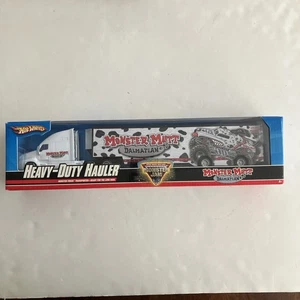 Hot Wheels
MONSTER MUTT
DALMATIAN
HEAVY-DUTY HAULER
MONSTER
JAM
MONSTER MUTT
DALMATIAN